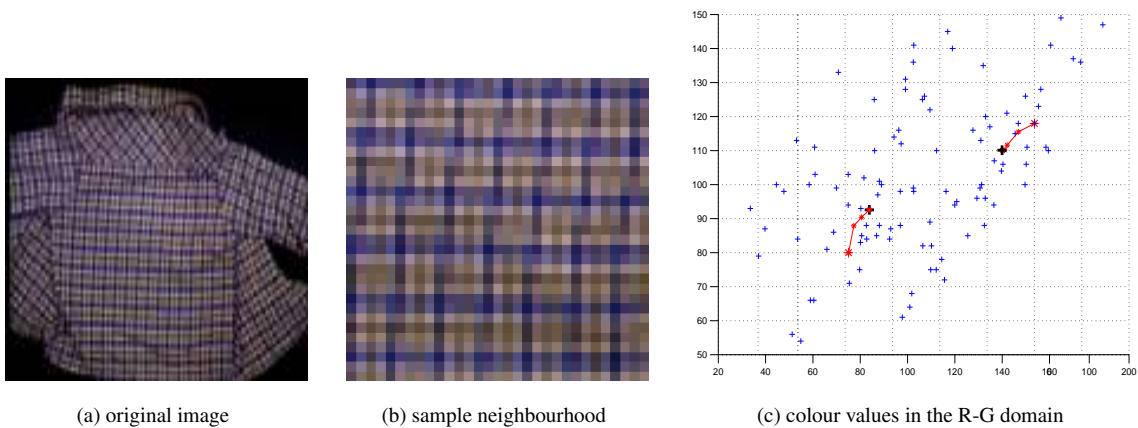 150
140
130
120
110
100
90
80
70
60
50
20 40 60 80 100 120 140 160 100 200
(a) original image
(b) sample neighbourhood
(c) colour values in the R-G domain